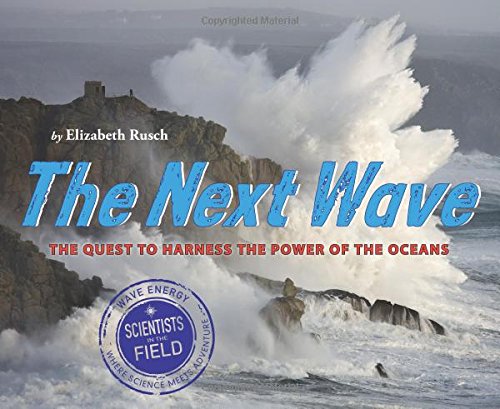 Copyrighted Material
by Elizabeth Rusch
The Next Wave
THE QUEST TO HARNESS THE POWER OF THE OCEANS
WAVE ENERGY
SCIENTISTS
IN THE
FIELD
WHERE SCIENCE MEETS ADVENTURE